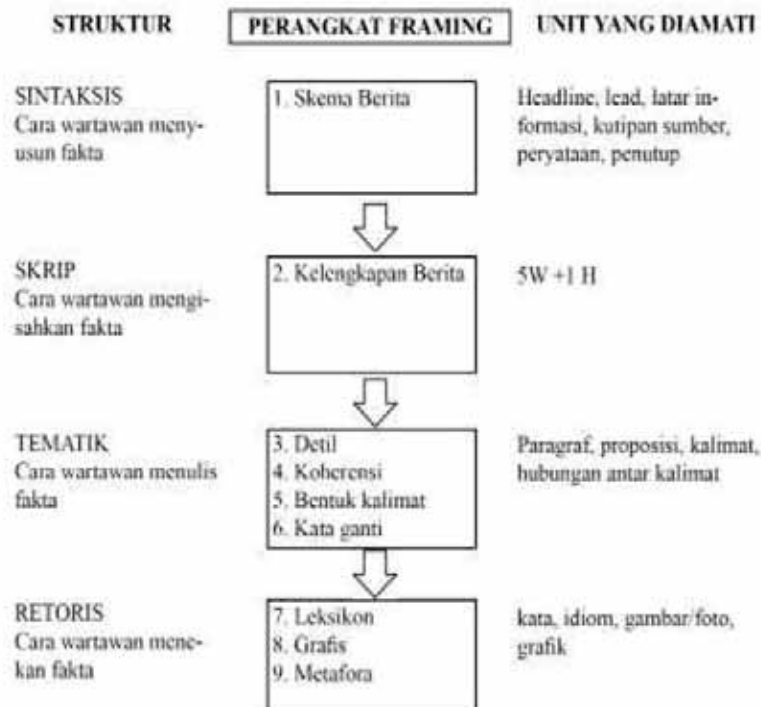 STRUKTUR PERANGKAT FRAMING UNIT YANG DIAMATI
SINTAKSIS
Cara wartawan meny-
usun fakta
1. Skema Berita
Headline, lead, latar in-
formasi, kutipan sumber,
peryataan, penutup
SKRIP
Cara wartawan mengi-
sahkan fakta
2. Kelengkapan Berita
5W +1 H
TEMATIK
Cara wartawan menulis
fakta
3. Detil
4. Koherensi
5. Bentuk kalimat
6. Kata ganti
Paragraf, proposisi, kalimat,
hubungan antar kalimat
RETORIS
Cara wartawan mene-
kan fakta
7. Leksikon
8. Grafis
9. Metafora
kata, idiom, gambar/foto,
grafik